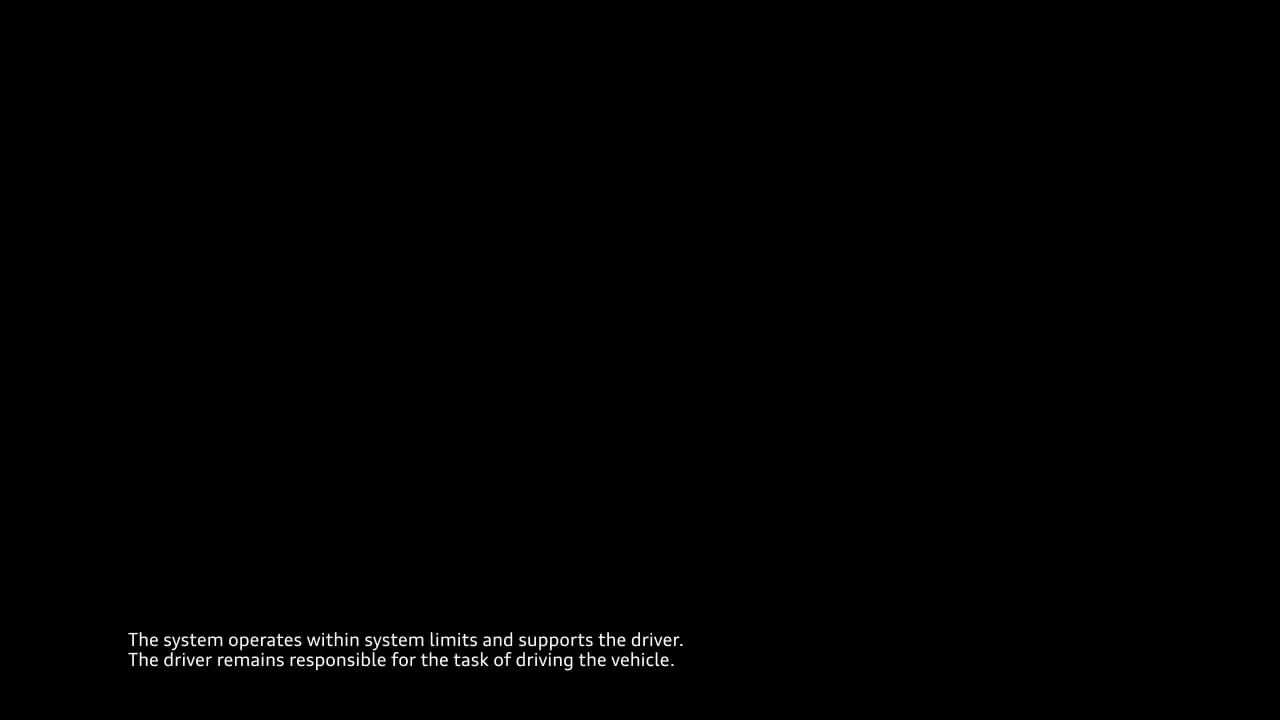 The system operates within system limits and supports the driver.
The driver remains responsible for the task of driving the vehicle.